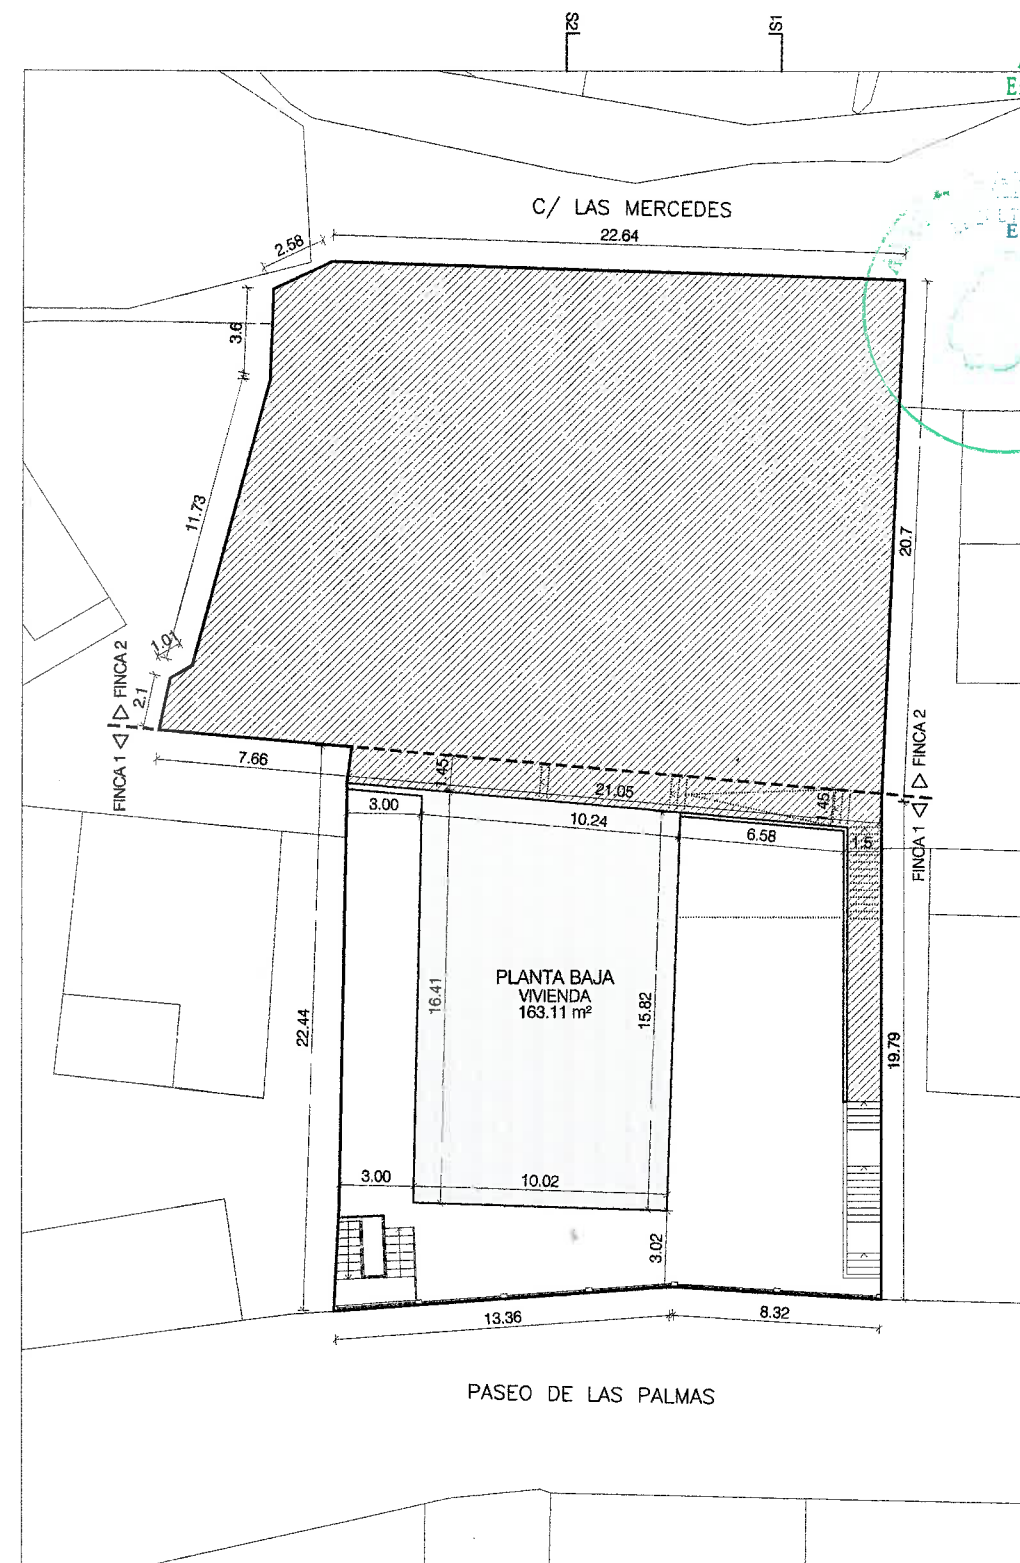 S2
S1
E
E
C/ LAS MERCEDES
22.64
2.58
3.6
11.73
20.7
1.01
2.1
FINCA 2
FINCA 1
7.66
1.45
21.05
1.45
FINCA 2
FINCA 1
3.00
10.24
6.58
1.5
PLANTA BAJA
VIVIENDA
163.11 m²
16.41
15.82
22.44
19.79
3.00
10.02
3.02
13.36
8.32
PASEO DE LAS PALMAS